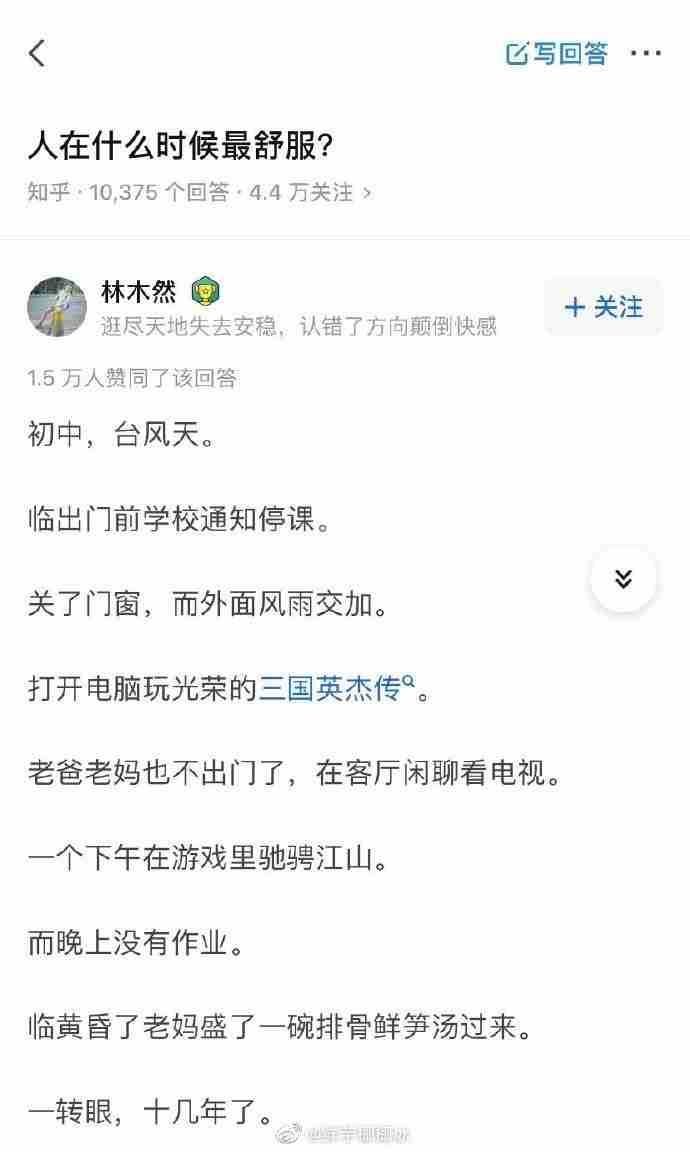 写回答
人在什么时候最舒服?
知乎 · 10,375 个回答 · 4.4 万关注 >
林木然
逛尽天地失去安稳，认错了方向颠倒快感
+ 关注
1.5 万人赞同了该回答
初中，台风天。
临出门前学校通知停课。
关了门窗，而外面风雨交加。
打开电脑玩光荣的三国英杰传。
老爸老妈也不出门了，在客厅闲聊看电视。
一个下午在游戏里驰骋江山。
而晚上没有作业。
临黄昏了老妈盛了一碗排骨鲜笋汤过来。
一转眼，十几年了。